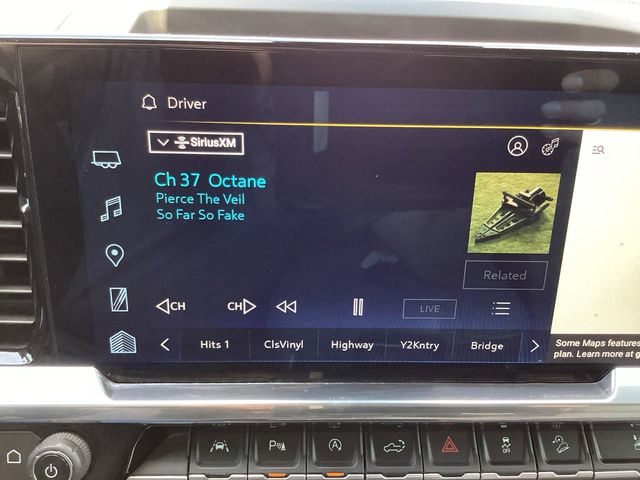 Driver
SiriusXM
Ch 37 Octane
Pierce The Veil
So Far So Fake
Related
CH
CH
LIVE
Hits 1
ClsVinyl
Highway
Y2Kntry
Bridge
Some Maps features
plan. Learn more at g
P
A
OFF